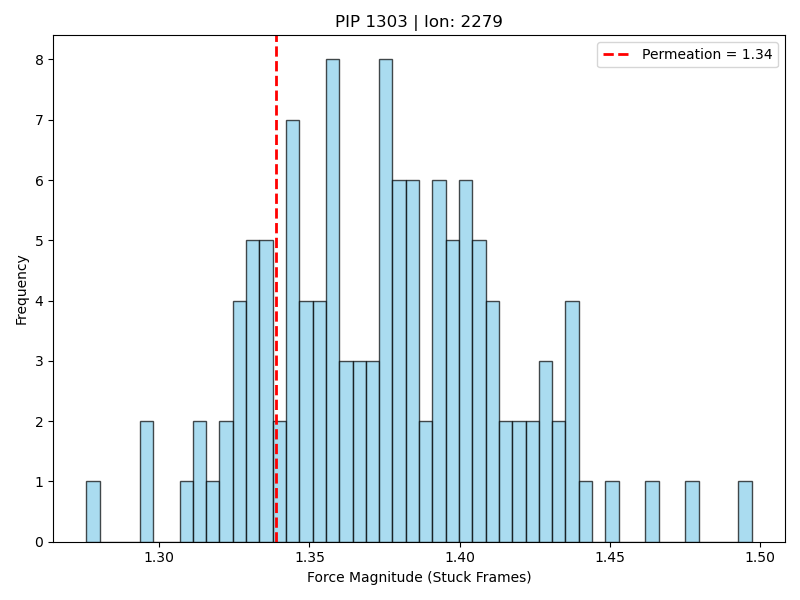 PIP 1303 | lon: 2279
Permeation = 1.34
Frequency
8
7
6
5
4
3
2
1
0
1.30 1.35 1.40 1.45 1.50
Force Magnitude (Stuck Frames)